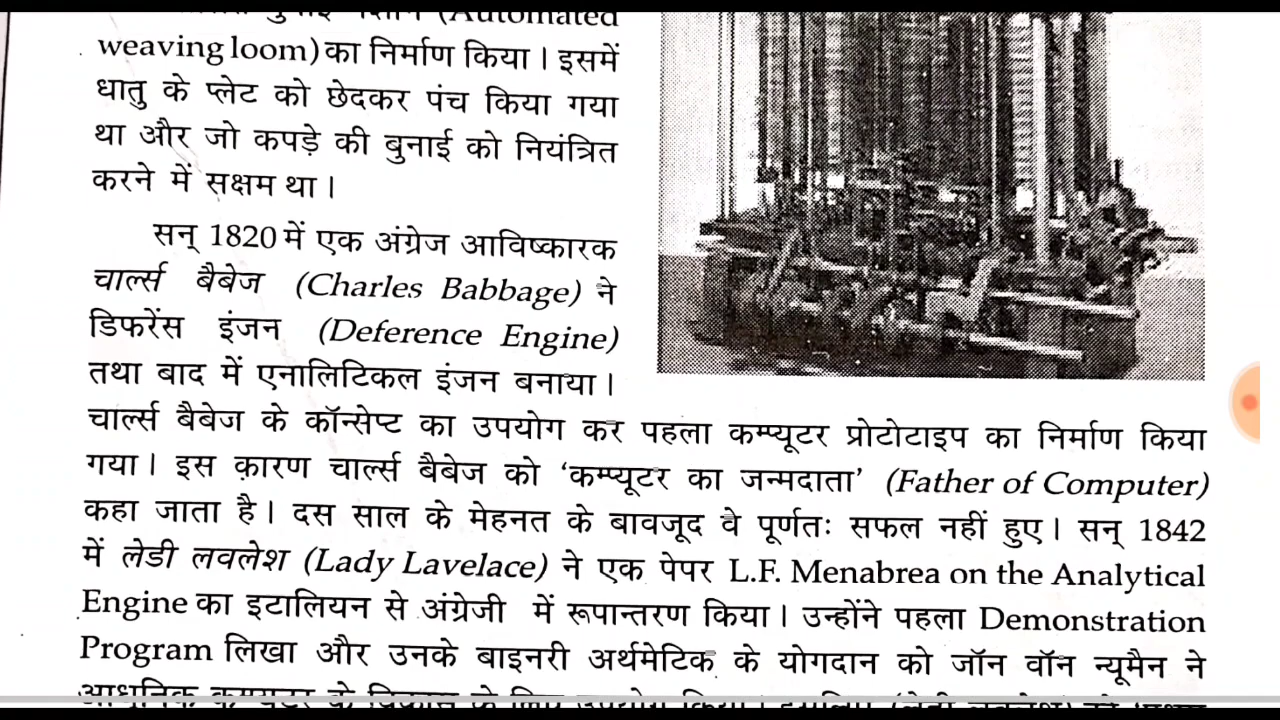 (Automated
weaving loom) का निर्माण किया। इसमें
धातु के प्लेट को छेदकर पंच किया गया
था और जो कपड़े की बुनाई को नियंत्रित
करने में सक्षम था।
सन् 1820 में एक अंग्रेज आविष्कारक
चार्ल्स बैबेज (Charles Babbage) ने
डिफरेंस इंजन (Deference Engine)
तथा बाद में एनालिटिकल इंजन बनाया।
चार्ल्स बैबेज के कॉन्सेप्ट का उपयोग कर पहला कम्प्यूटर प्रोटोटाइप का निर्माण किया
गया। इस कारण चार्ल्स बैबेज को ‘कम्प्यूटर का जन्मदाता’ (Father of Computer)
कहा जाता है। दस साल के मेहनत के बावजूद वे पूर्णतः सफल नहीं हुए। सन् 1842
में लेडी लवलेश (Lady Lavelace) ने एक पेपर L.F. Menabrea on the Analytical
Engine का इटालियन से अंग्रेजी में रूपान्तरण किया। उन्होंने पहला Demonstration
Program लिखा और उनके बाइनरी अर्थमेटिक के योगदान को जॉन वॉन न्यूमैन ने